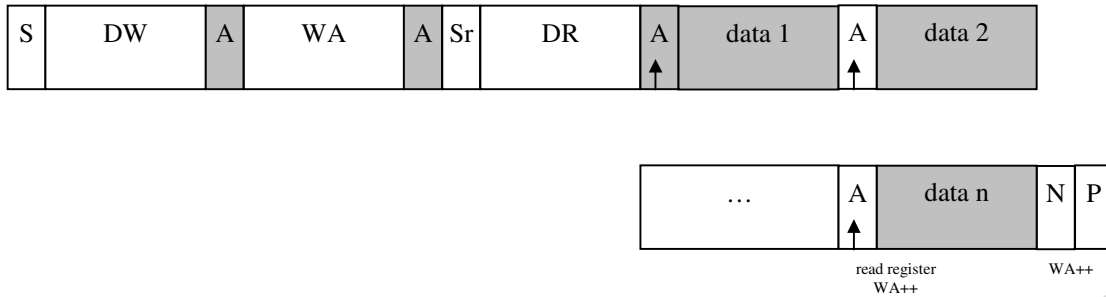 S DW A WA A Sr DR A data 1 A data 2
… A data n N P
read register WA++
WA++